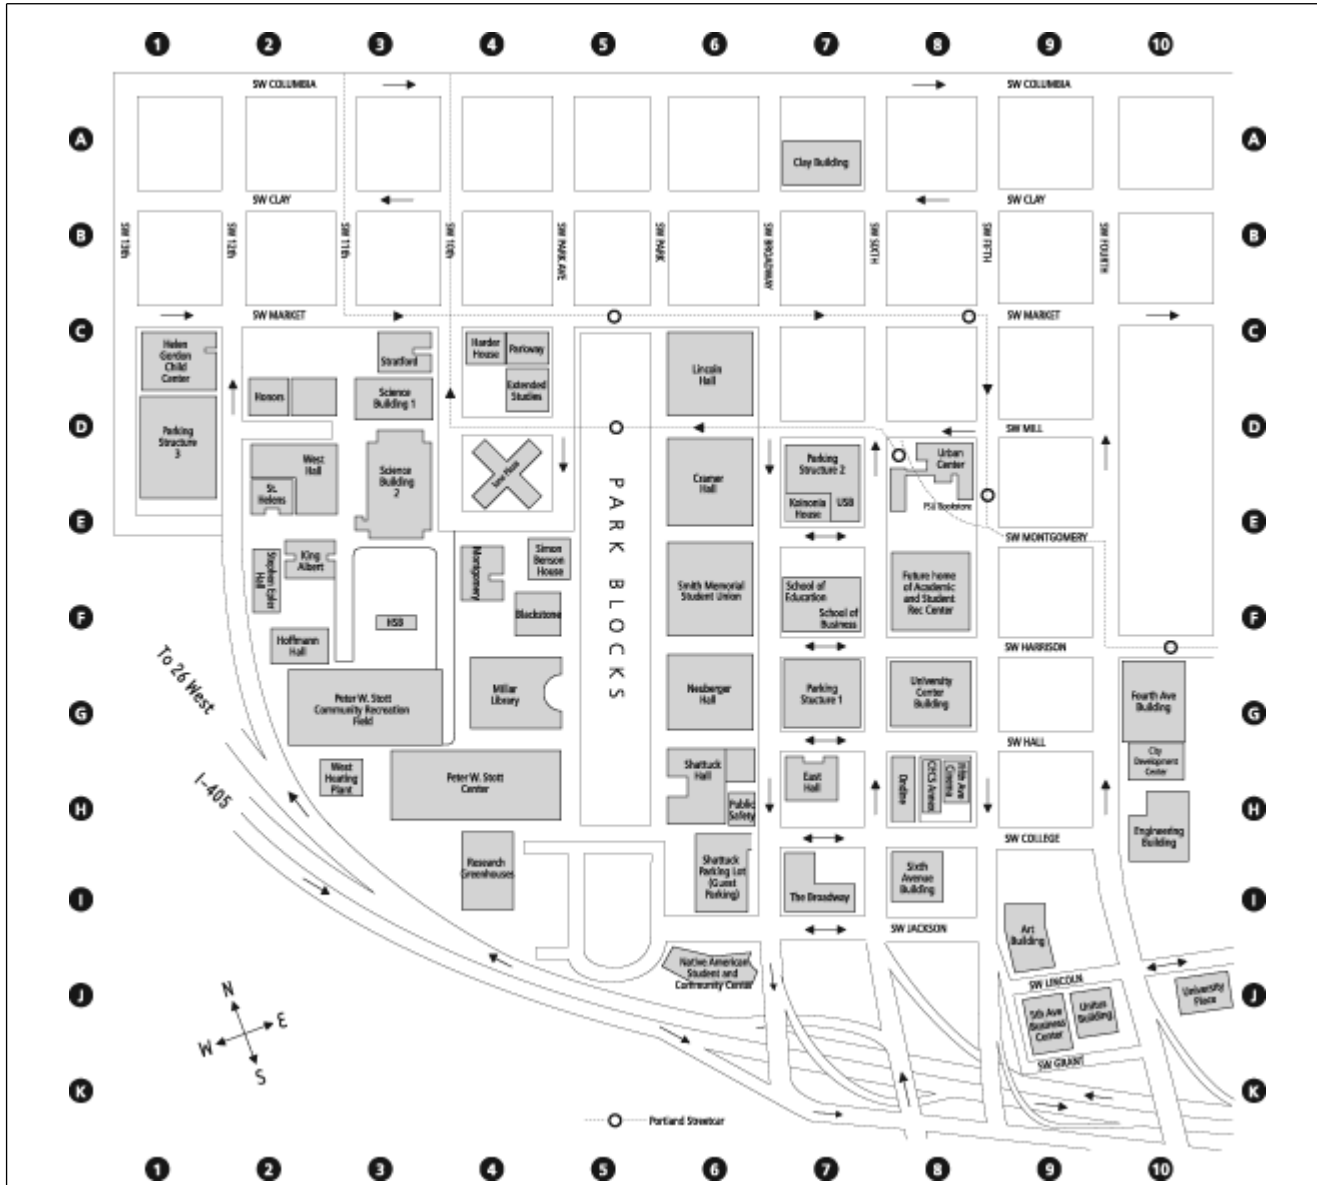 1 2 3 4 5 6 7 8 9 10
SW COLUMBIA
SW COLUMBIA
A
A
Clay Building
SW CLAY
SW CLAY
B
B
SW 13th
SW 12th
SW 11th
SW 10th
SW PARK AVE
SW PARK
SW BROADWAY
SW SIXTH
SW FIFTH
SW FOURTH
SW MARKET
SW MARKET
C
C
Helen
Gordon
Child
Center
Stratford
Harder
House
Parkway
Extended
Studies
Lincoln
Hall
Honors
Science
Building 1
D
D
Parking
Structure
3
SW MILL
West
Hall
St.
Helens
Science
Building
2
Cramer
Hall
Parking
Structure 2
Koinonia
House
USB
Urban
Center
PSU Bookstore
E
E
PARK BLOCKS
SW MONTGOMERY
King
Albert
Stephen Epler
Hall
Montgomery
Simon
Benson
House
Blackstone
Smith Memorial
Student Union
School of
Education
School of
Business
Future home
of Academic
and Student
Rec Center
F
F
HSB
Hoffmann
Hall
SW HARRISON
To 26 West
Peter W. Stott
Community Recreation
Field
Millar
Library
Neuberger
Hall
Parking
Stucture 1
University
Center
Building
Fourth Ave
Building
G
G
SW HALL
City
Development
Center
I-405
West
Heating
Plant
Peter W. Stott
Center
Shattuck
Hall
Public
Safety
East
Hall
Ondine
CHCS Annex
Fifth Ave
Cinema
H
H
SW COLLEGE
Engineering
Building
Research
Greenhouses
Shattuck
Parking Lot
(Guest
Parking)
The Broadway
Sixth
Avenue
Building
I
I
SW JACKSON
Art
Building
Native American
Student and
Community Center
SW LINCOLN
University
Place
J
J
N
E
W
S
5th Ave
Business
Center
Unitus
Building
SW GRANT
K
K
Portland Streetcar
1 2 3 4 5 6 7 8 9 10